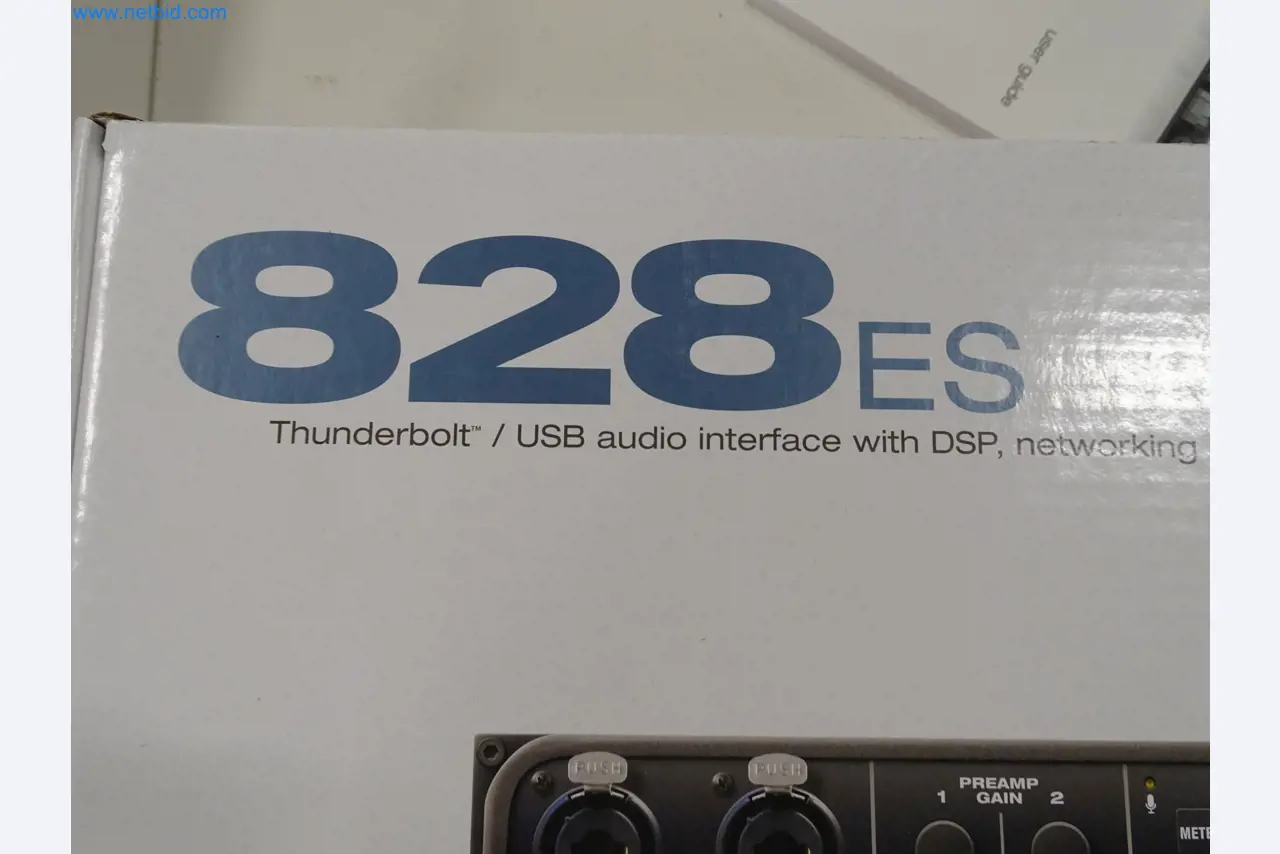 www.netbid.com
user guide
828ES
Thunderbolt™ / USB audio interface with DSP, networking
PUSH
PUSH
PREAMP
1 GAIN 2